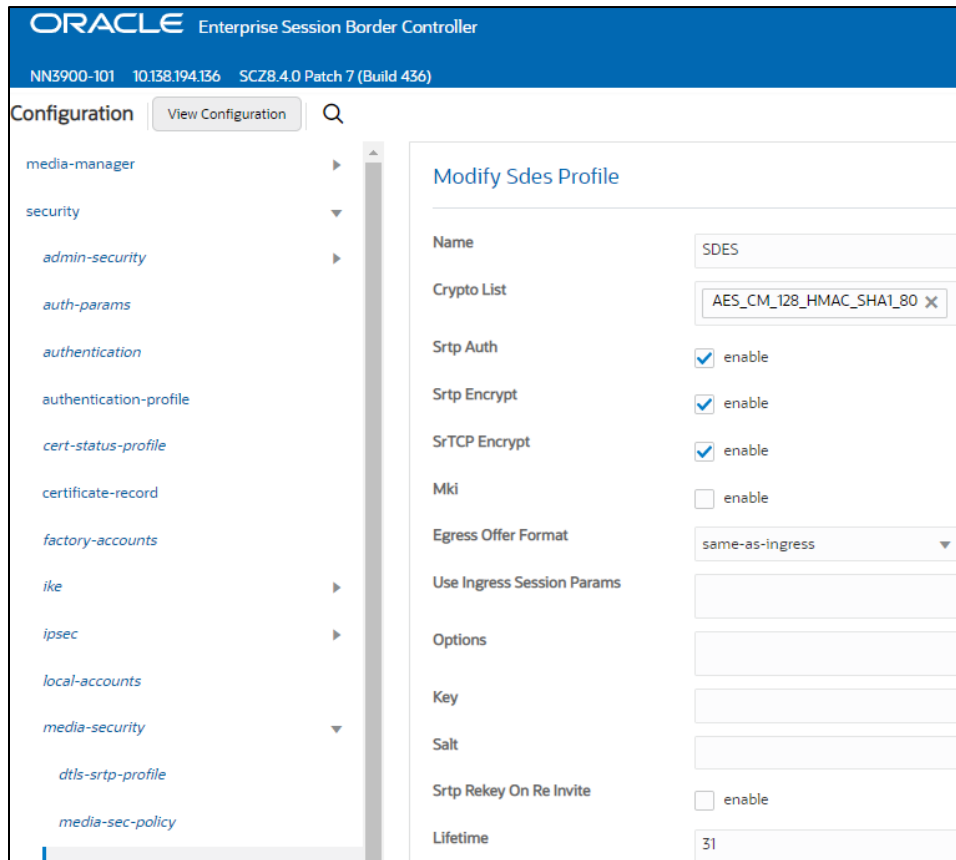 ORACLE Enterprise Session Border Controller
NN3900-101 10.138.194.136 SCZ8.4.0 Patch 7 (Build 436)
Configuration View Configuration
media-manager
security
admin-security
auth-params
authentication
authentication-profile
cert-status-profile
certificate-record
factory-accounts
ike
ipsec
local-accounts
media-security
dtls-srtp-profile
media-sec-policy
Modify Sdes Profile
Name SDES
Crypto List AES_CM_128_HMAC_SHA1_80
Srtp Auth enable
Srtp Encrypt enable
SrTCP Encrypt enable
Mki enable
Egress Offer Format same-as-ingress
Use Ingress Session Params
Options
Key
Salt
Srtp Rekey On Re Invite enable
Lifetime 31